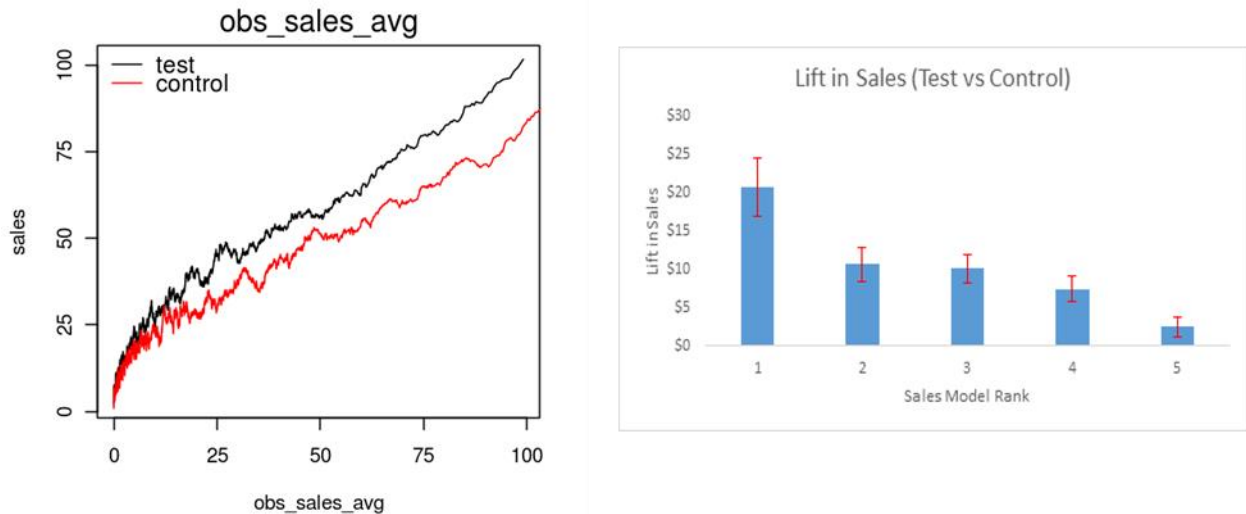 obs_sales_avg
test
control
sales
100
75
50
25
0
0 25 50 75 100
obs_sales_avg
Lift in Sales (Test vs Control)
Lift in Sales
$30
$25
$20
$15
$10
$5
$0
1 2 3 4 5
Sales Model Rank